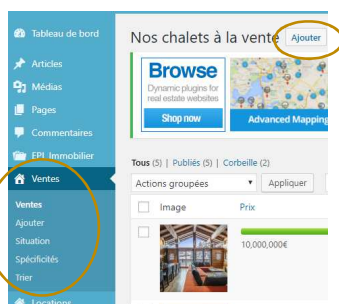 Tableau de bord
Nos chalets à la vente Ajouter
Articles
Médias
Pages
Commentaires
EPL Immobilier
Ventes
Ventes
Ajouter
Situation
Spécificités
Trier
Locations
Browse
Dynamic plugins for
real estate websites
Shop now
Advanced Mapping
Tous (5) | Publiés (5) | Corbeille (2)
Actions groupées Appliquer
Image Prix
10,000,000€